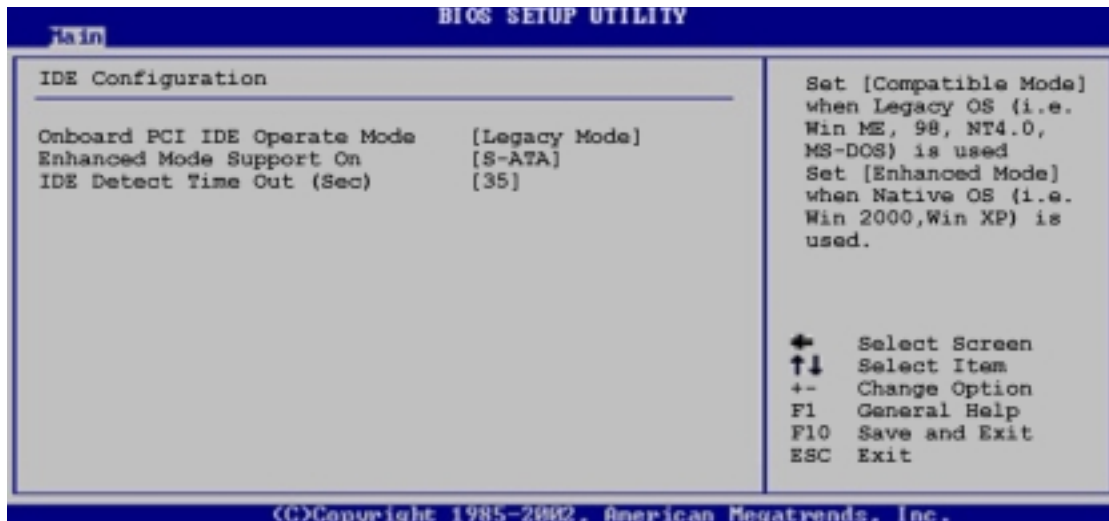 BIOS SETUP UTILITY
Main
IDE Configuration
Onboard PCI IDE Operate Mode [Legacy Mode]
Enhanced Mode Support On [S-ATA]
IDE Detect Time Out (Sec) [35]
Set [Compatible Mode]
when Legacy OS (i.e.
Win ME, 98, NT4.0,
MS-DOS) is used
Set [Enhanced Mode]
when Native OS (i.e.
Win 2000,Win XP) is
used.
Select Screen
↑↓ Select Item
+- Change Option
F1 General Help
F10 Save and Exit
ESC Exit
(C)Copyright 1985-2002, American Megatrends, Inc.